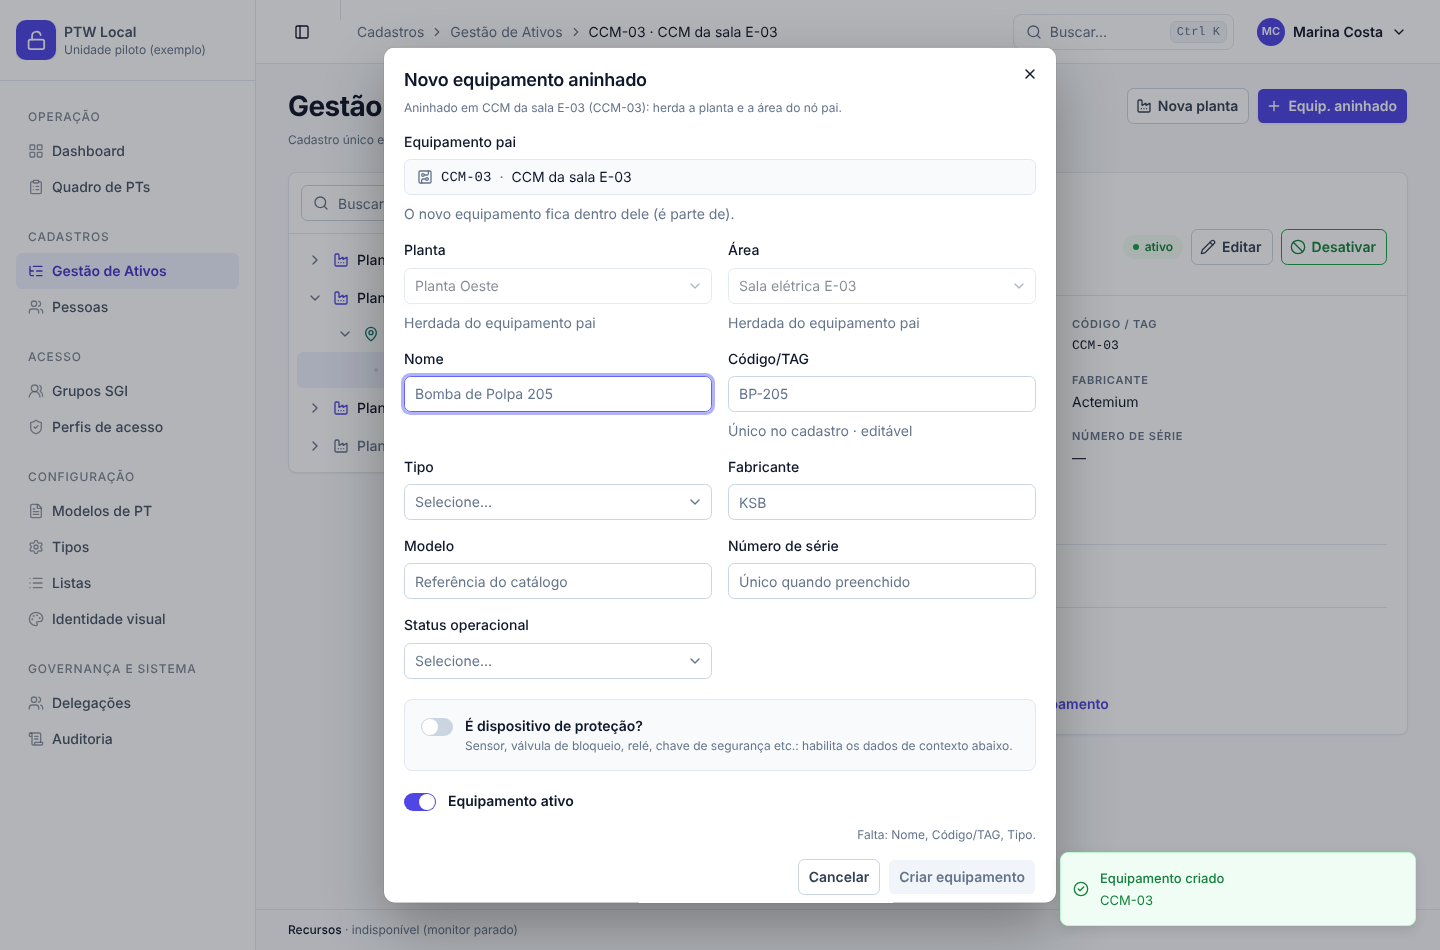 PTW Local
Unidade piloto (exemplo)
Cadastros > Gestão de Ativos > CCM-03 · CCM da sala E-03
Buscar... Ctrl K
MC Marina Costa
OPERAÇÃO
Dashboard
Quadro de PTs
CADASTROS
Gestão de Ativos
Pessoas
ACESSO
Grupos SGI
Perfis de acesso
CONFIGURAÇÃO
Modelos de PT
Tipos
Listas
Identidade visual
GOVERNANÇA E SISTEMA
Delegações
Auditoria
Gestão
Cadastro único e
Nova planta
Equip. aninhado
Buscar
Plan
Plan
Plan
Plan
ativo
Editar
Desativar
CÓDIGO / TAG
CCM-03
FABRICANTE
Actemium
NÚMERO DE SÉRIE
—
pamento
Novo equipamento aninhado
Aninhado em CCM da sala E-03 (CCM-03): herda a planta e a área do nó pai.
Equipamento pai
CCM-03 · CCM da sala E-03
O novo equipamento fica dentro dele (é parte de).
Planta Área
Planta Oeste Sala elétrica E-03
Herdada do equipamento pai Herdada do equipamento pai
Nome Código/TAG
Bomba de Polpa 205 BP-205
Único no cadastro · editável
Tipo Fabricante
Selecione... KSB
Modelo Número de série
Referência do catálogo Único quando preenchido
Status operacional
Selecione...
É dispositivo de proteção?
Sensor, válvula de bloqueio, relé, chave de segurança etc.: habilita os dados de contexto abaixo.
Equipamento ativo
Falta: Nome, Código/TAG, Tipo.
Cancelar Criar equipamento
Equipamento criado
CCM-03
Recursos · indisponível (monitor parado)